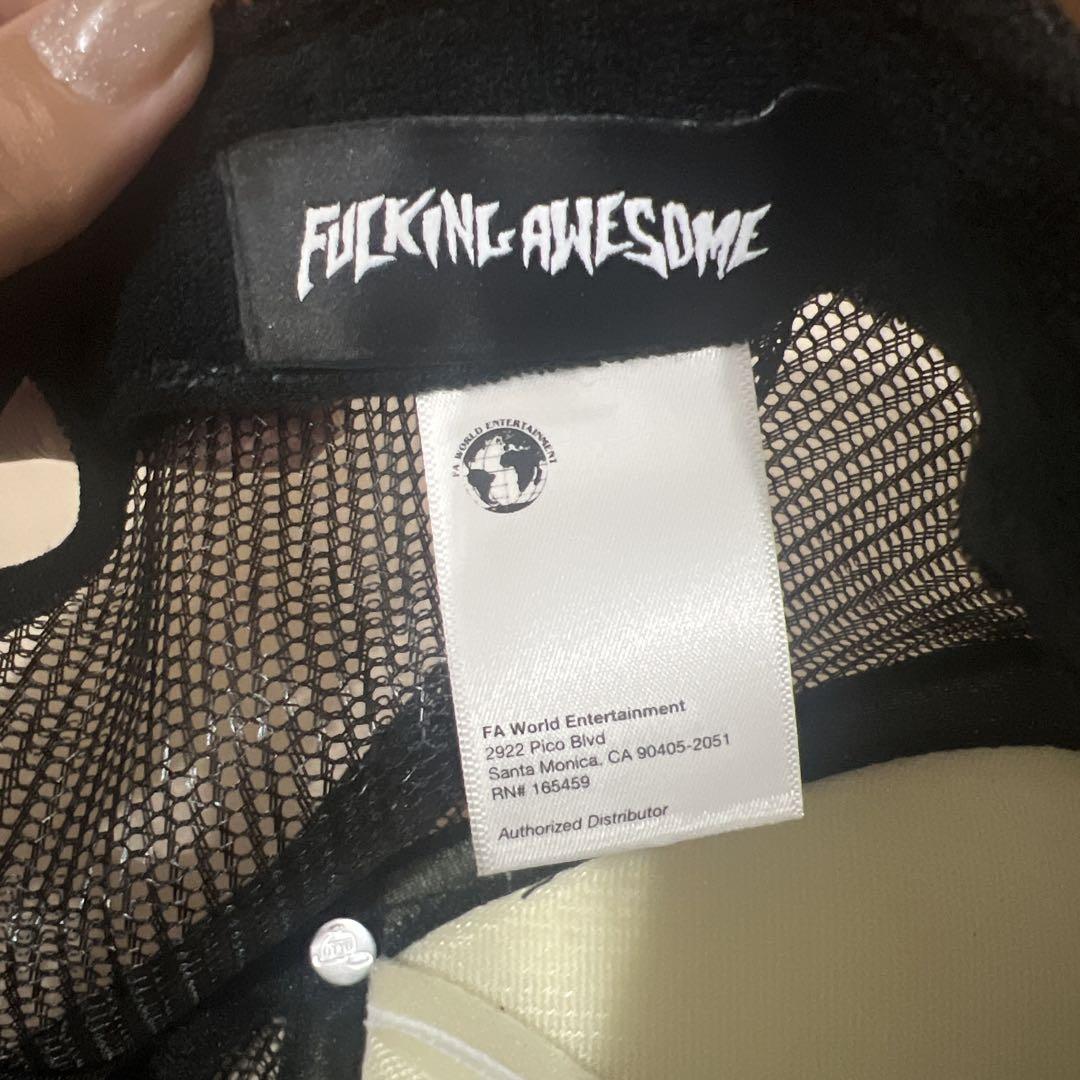 FUCKING AWESOME
FA WORLD ENTERTAINMENT
FA World Entertainment
2922 Pico Blvd
Santa Monica, CA 90405-2051
RN# 165459
Authorized Distributor